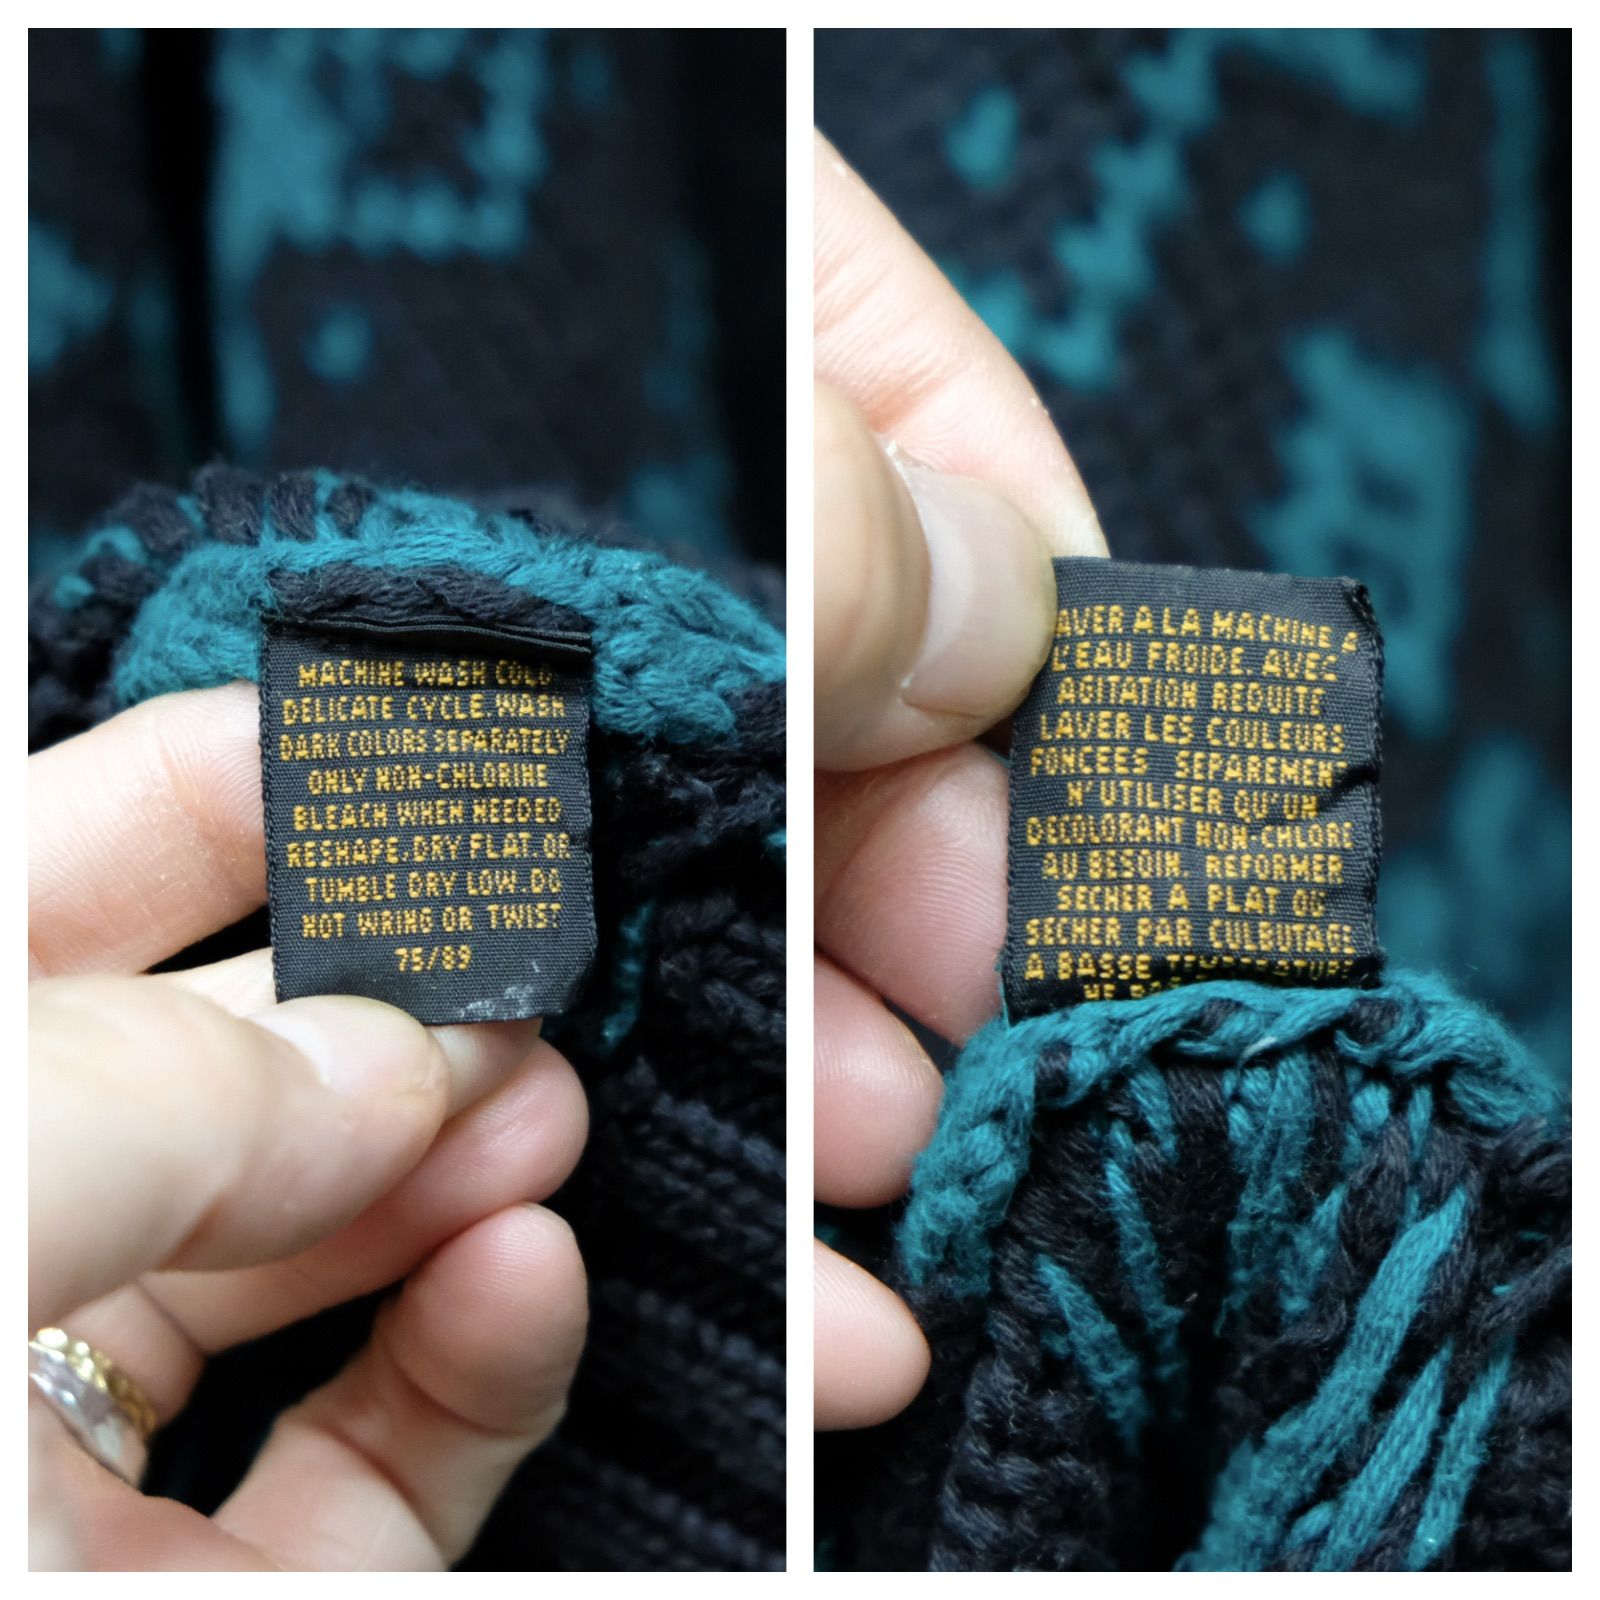 MACHINE WASH COLD
DELICATE CYCLE. WASH
DARK COLORS SEPARATELY
ONLY NON-CHLORINE
BLEACH WHEN NEEDED
RESHAPE.DRY FLAT OR
TUMBLE DRY LOW.DO
NOT WRING OR TWIST
75/89
AVER A LA MACHINE A
L'EAU FROIDE AVEC
AGITATION REDUITE
LAVER LES COULEURS
FONCEES SEPAREMENT
N'UTILISER QU'UN
DECOLORANT NON-CHLORE
AU BESOIN. REFORMER
SECHER A PLAT OU
SECHER PAR CULBUTAGE
A BASSE TEMPERATURE
NE